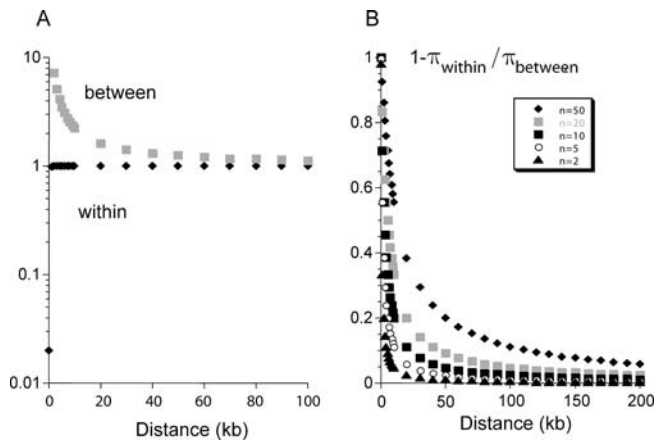 A
10
1
0.1
0.01
between
within
0 20 40 60 80 100
Distance (kb)
B
1-πwithin/πbetween
1
0.8
0.6
0.4
0.2
0
n=50
n=20
n=10
n=5
n=2
0 50 100 150 200
Distance (kb)